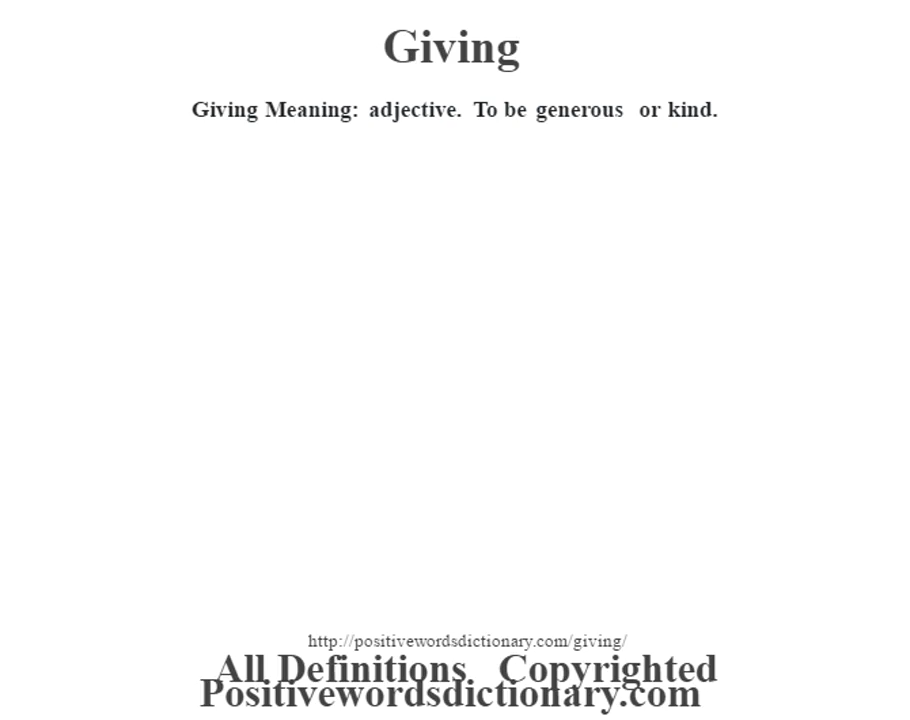 Giving
Giving Meaning: adjective. To be generous or kind.
http://positivewordsdictionary.com/giving/
All Definitions Copyrighted
Positivewordsdictionary.com